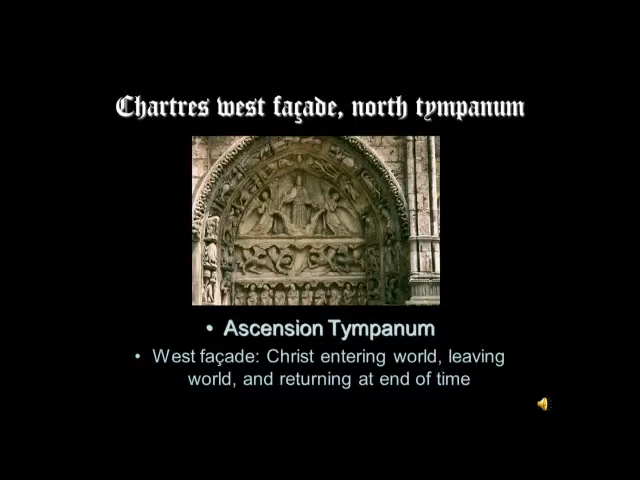 Chartres west façade, north tympanum
• Ascension Tympanum
• West façade: Christ entering world, leaving
world, and returning at end of time